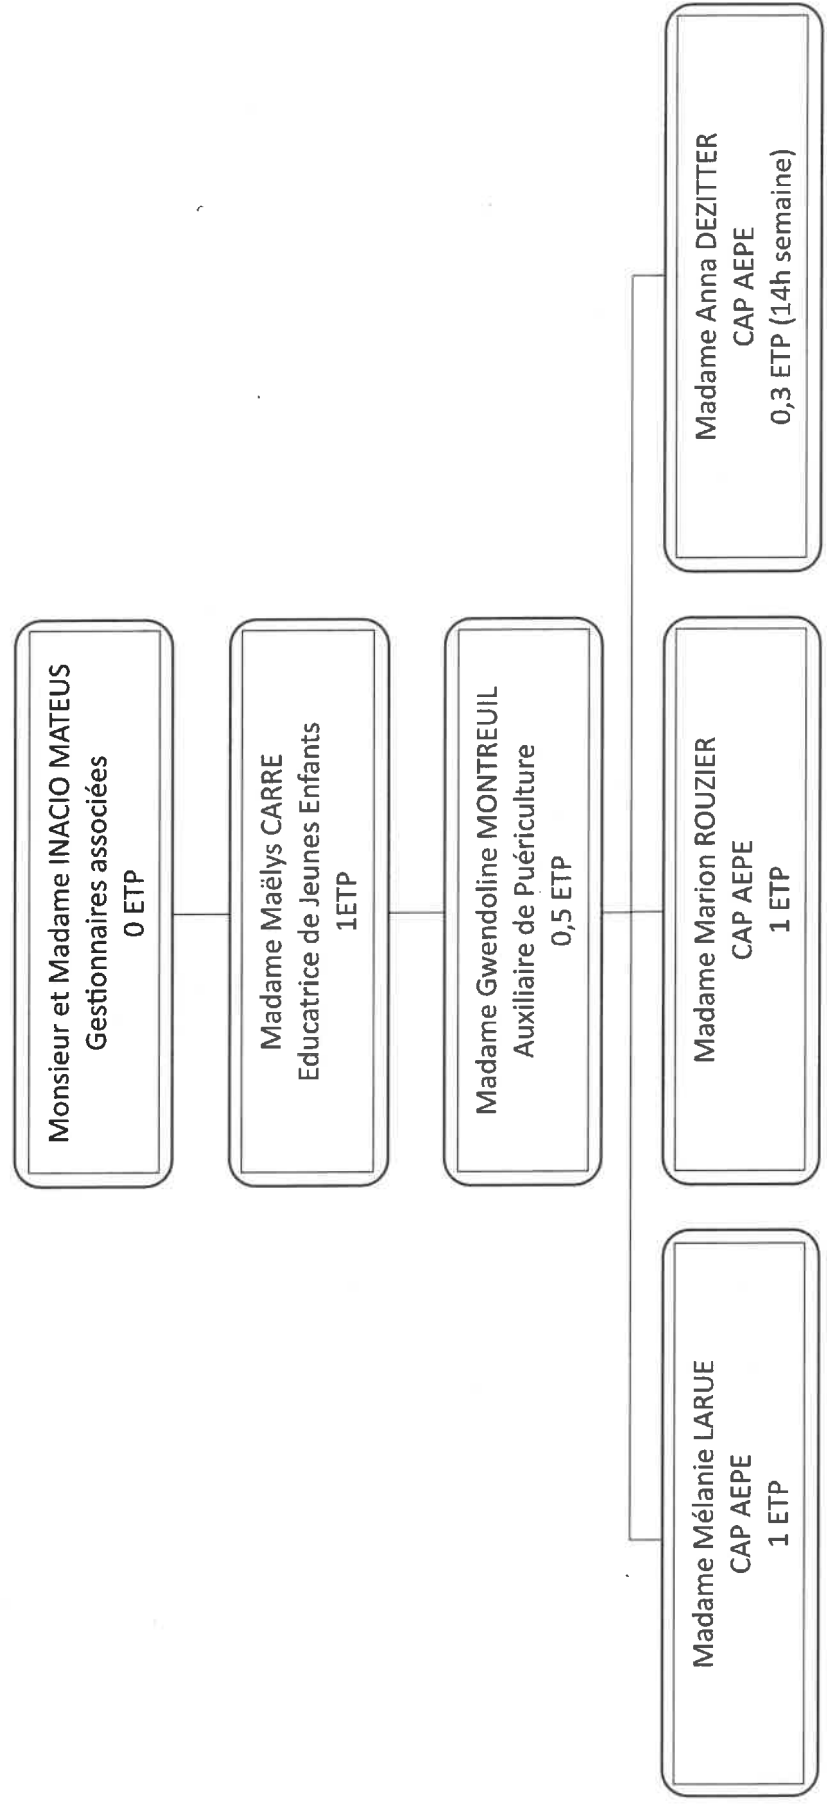 Monsieur et Madame INACIO MATEUS
Gestionnaires associées
0 ETP
Madame Maëlys CARRE
Educatrice de Jeunes Enfants
1ETP
Madame Gwendoline MONTREUIL
Auxiliaire de Puériculture
0,5 ETP
Madame Mélanie LARUE
CAP AEPE
1 ETP
Madame Marion ROUZIER
CAP AEPE
1 ETP
Madame Anna DEZITTER
CAP AEPE
0,3 ETP (14h semaine)